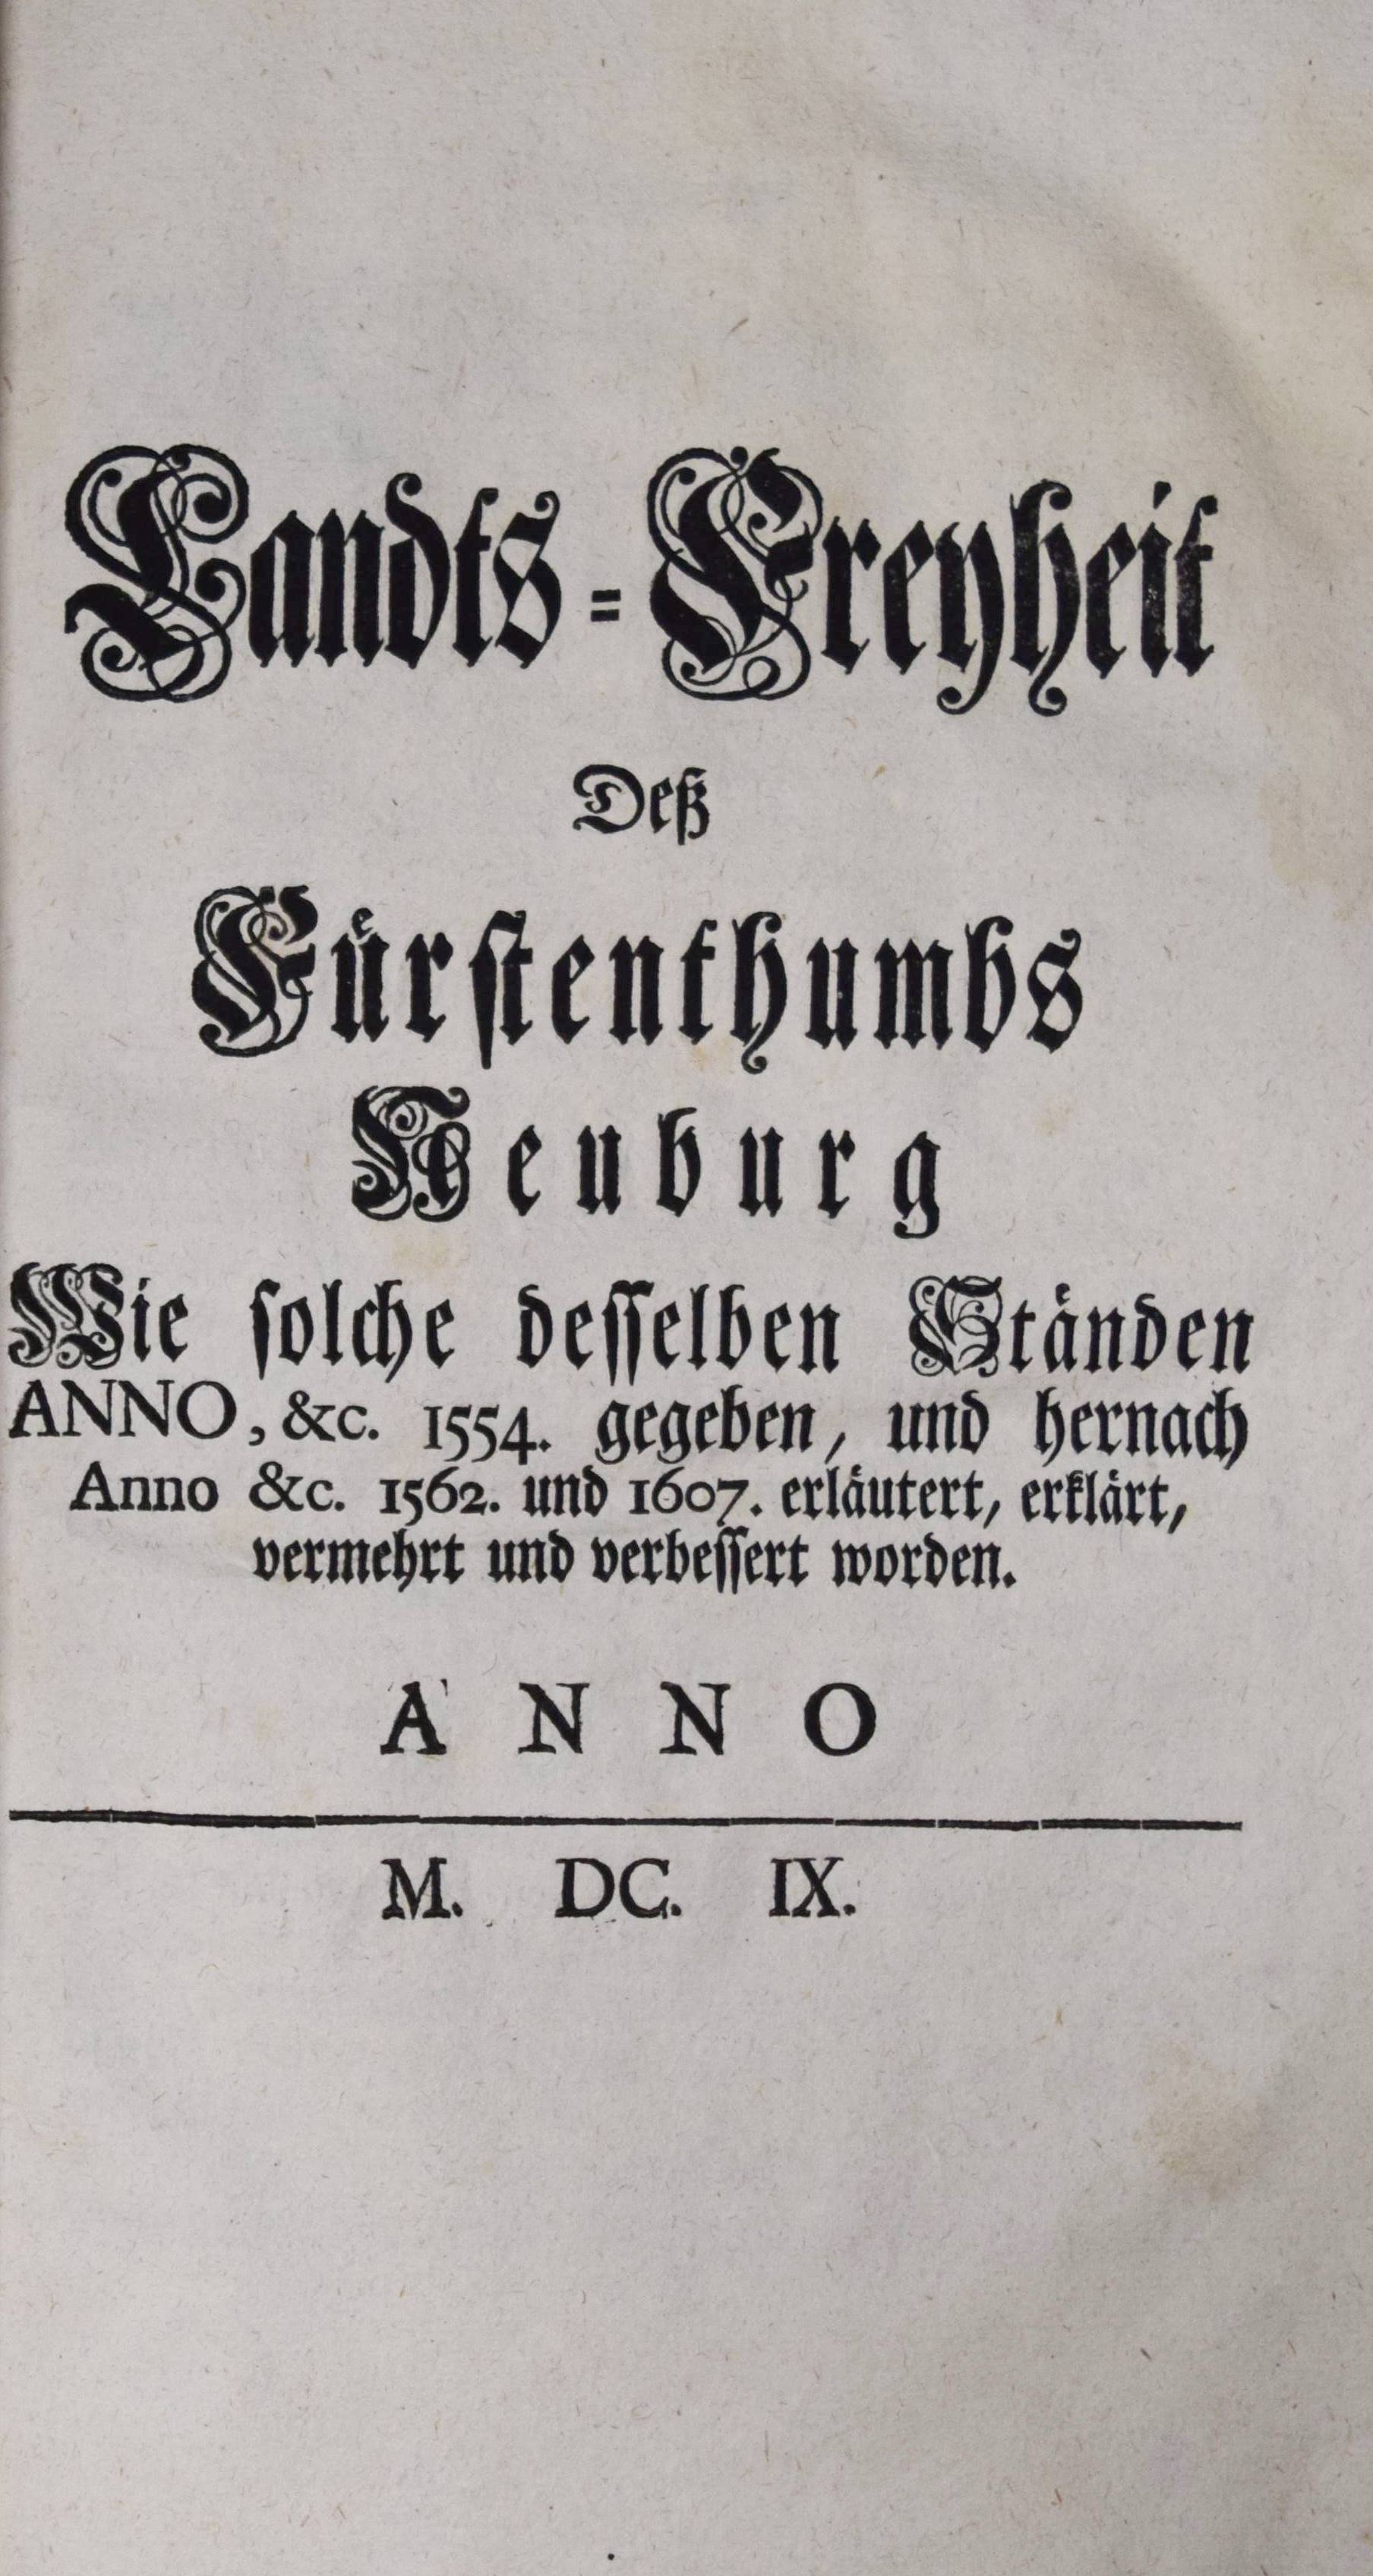 Landts=Freyheit
Deß
Fürstenthumbs
Neuburg
Wie solche desselben Ständen
ANNO, &c. 1554. gegeben, und hernach
Anno &c. 1562. und 1607. erläutert, erklärt,
vermehrt und verbessert worden.
ANNO
M. DC. IX.